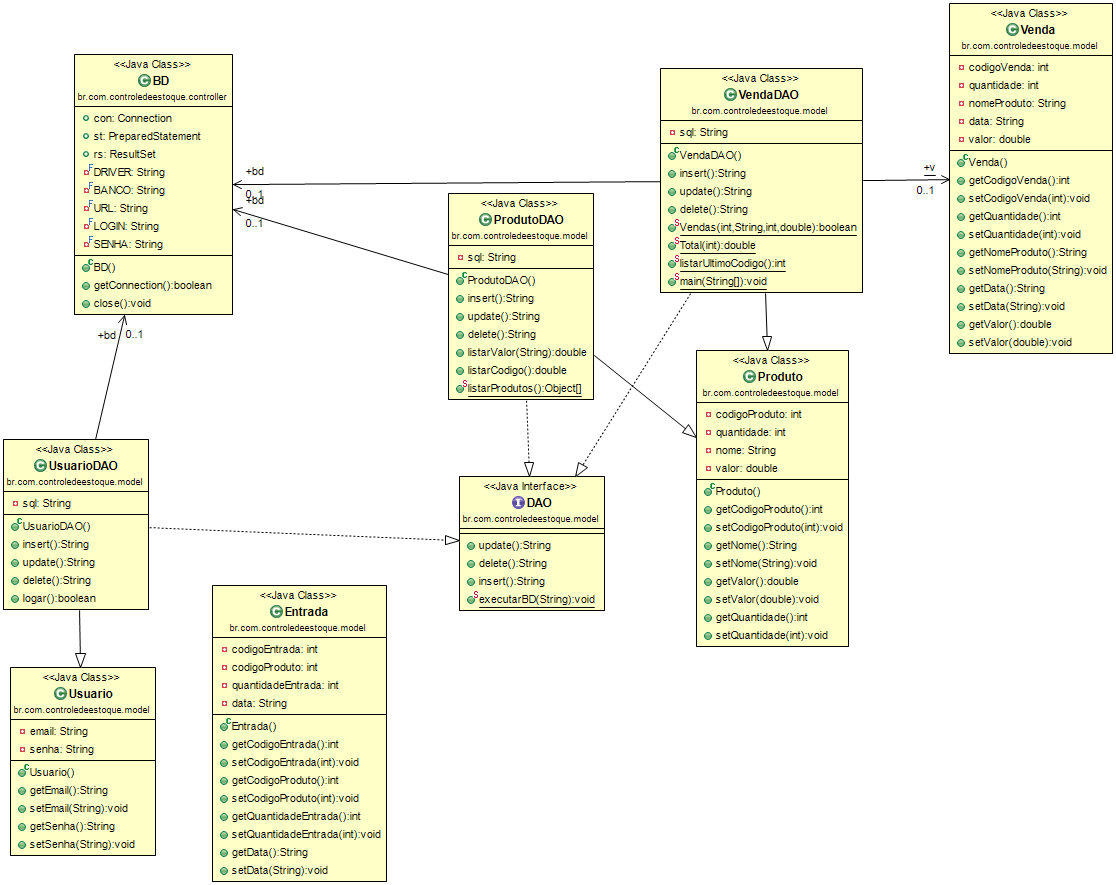 <<Java Class>>
BD
br.com.controledeestoque.controller
con: Connection
st: PreparedStatement
rs: ResultSet
F DRIVER: String
F BANCO: String
F URL: String
F LOGIN: String
F SENHA: String
C BD()
getConnection():boolean
close():void
+bd
0..1
+bd
0..1
+bd 0..1
<<Java Class>>
VendaDAO
br.com.controledeestoque.model
sql: String
C VendaDAO()
insert():String
update():String
delete():String
S Vendas(int,String,int,double):boolean
S Total(int):double
S listarUltimoCodigo():int
S main(String[]):void
+v
0..1
<<Java Class>>
Venda
br.com.controledeestoque.model
codigoVenda: int
quantidade: int
nomeProduto: String
data: String
valor: double
C Venda()
getCodigoVenda():int
setCodigoVenda(int):void
getQuantidade():int
setQuantidade(int):void
getNomeProduto():String
setNomeProduto(String):void
getData():String
setData(String):void
getValor():double
setValor(double):void
<<Java Class>>
ProdutoDAO
br.com.controledeestoque.model
sql: String
C ProdutoDAO()
insert():String
update():String
delete():String
listarValor(String):double
listarCodigo():double
S listarProdutos():Object[]
<<Java Class>>
Produto
br.com.controledeestoque.model
codigoProduto: int
quantidade: int
nome: String
valor: double
C Produto()
getCodigoProduto():int
setCodigoProduto(int):void
getNome():String
setNome(String):void
getValor():double
setValor(double):void
getQuantidade():int
setQuantidade(int):void
<<Java Class>>
UsuarioDAO
br.com.controledeestoque.model
sql: String
C UsuarioDAO()
insert():String
update():String
delete():String
logar():boolean
<<Java Interface>>
DAO
br.com.controledeestoque.model
update():String
delete():String
insert():String
S executarBD(String):void
<<Java Class>>
Entrada
br.com.controledeestoque.model
codigoEntrada: int
codigoProduto: int
quantidadeEntrada: int
data: String
C Entrada()
getCodigoEntrada():int
setCodigoEntrada(int):void
getCodigoProduto():int
setCodigoProduto(int):void
getQuantidadeEntrada():int
setQuantidadeEntrada(int):void
getData():String
setData(String):void
<<Java Class>>
Usuario
br.com.controledeestoque.model
email: String
senha: String
C Usuario()
getEmail():String
setEmail(String):void
getSenha():String
setSenha(String):void